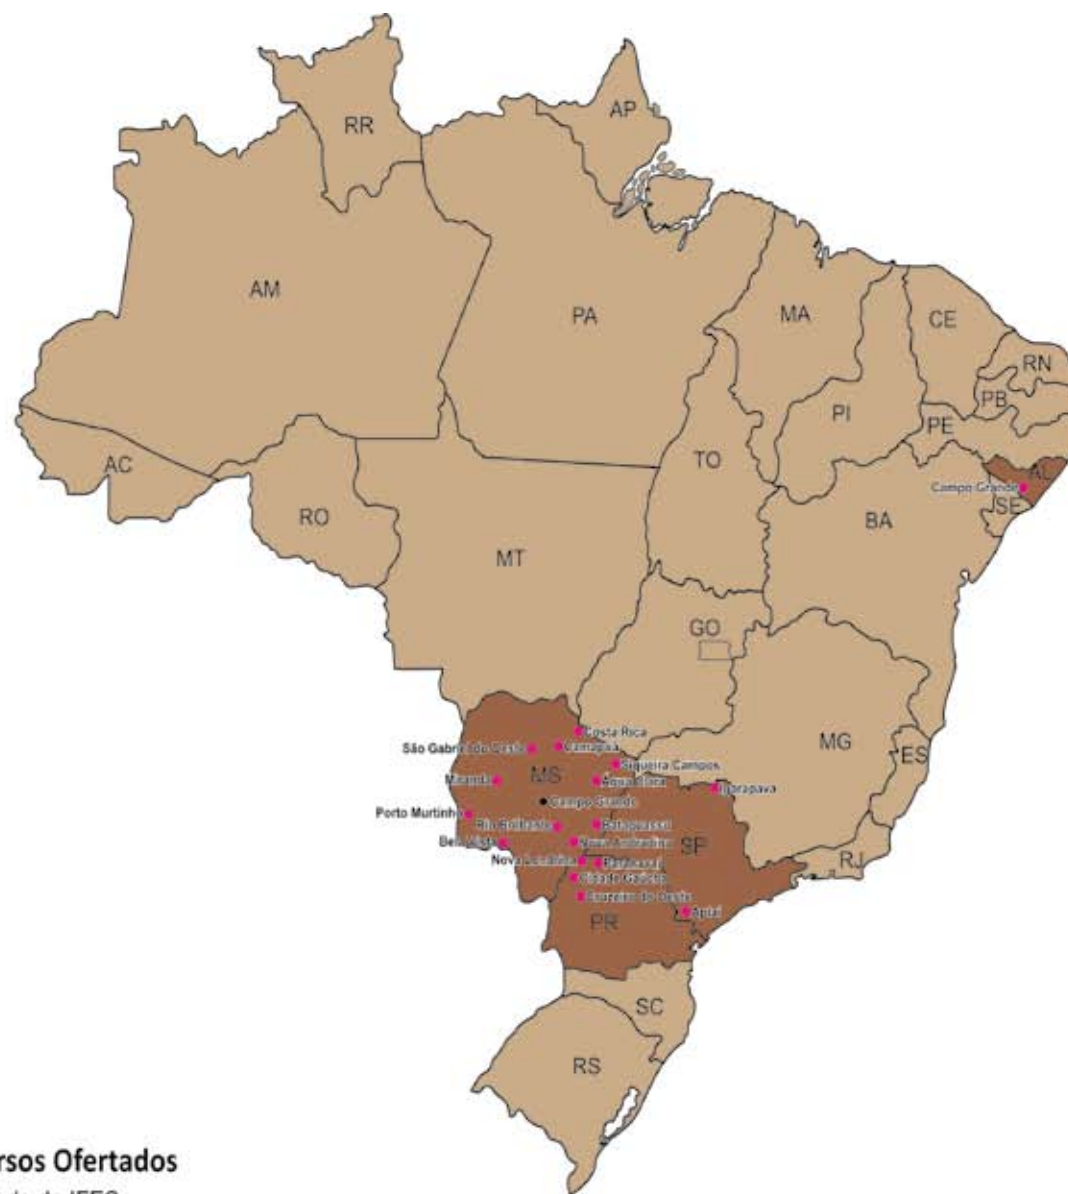 AP
RR
AM
PA
MA
CE
RN
PB
PI
PE
TO
AC
AL
Campo Grande
SE
RO
BA
MT
GO
Costa Rica
MG
São Gabriel do Oeste
Camapuã
ES
Siqueira Campos
MS
Miranda
Água Clara
Igarapava
Campo Grande
Porto Murtinho
Rio Brilhante
Bataguassu
Bela Vista
Nova Andradina
SP
RJ
Nova Londrina
Paranavaí
Cidade Gaúcha
Cruzeiro do Oeste
Apiaí
PR
SC
RS
rsos Ofertados